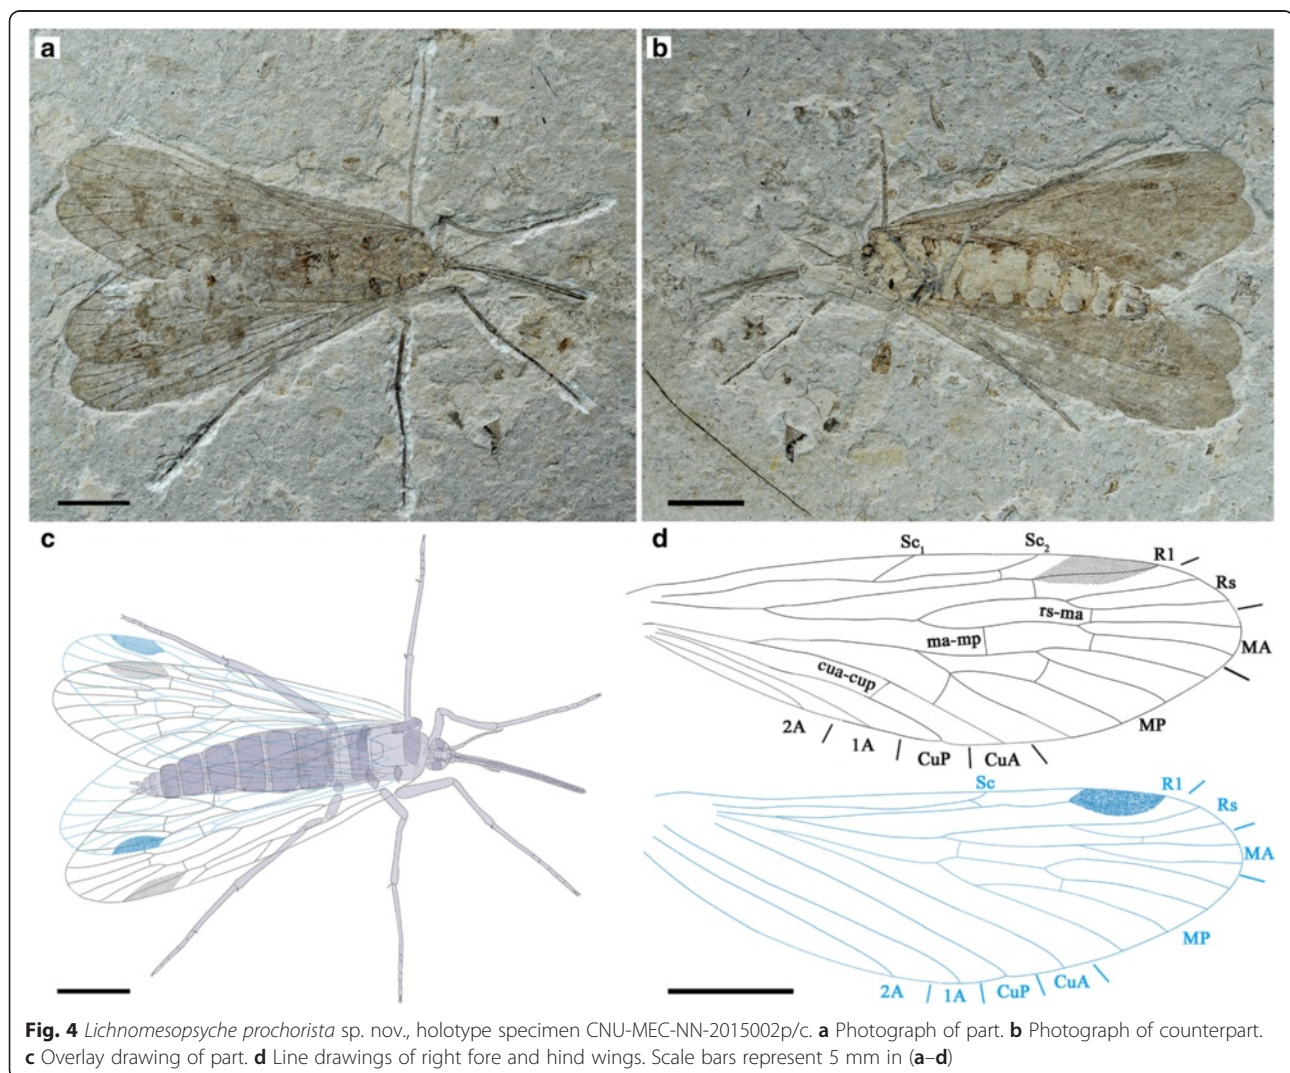 a
b
c
d
Sc1
Sc2
R1
Rs
rs-ma
MA
ma-mp
cua-cup
MP
2A
1A
CuP
CuA
Sc
R1
Rs
MA
MP
2A
1A
CuP
CuA
Fig. 4 Lichnomesopsyche prochorista sp. nov., holotype specimen CNU-MEC-NN-2015002p/c. a Photograph of part. b Photograph of counterpart.
c Overlay drawing of part. d Line drawings of right fore and hind wings. Scale bars represent 5 mm in (a–d)